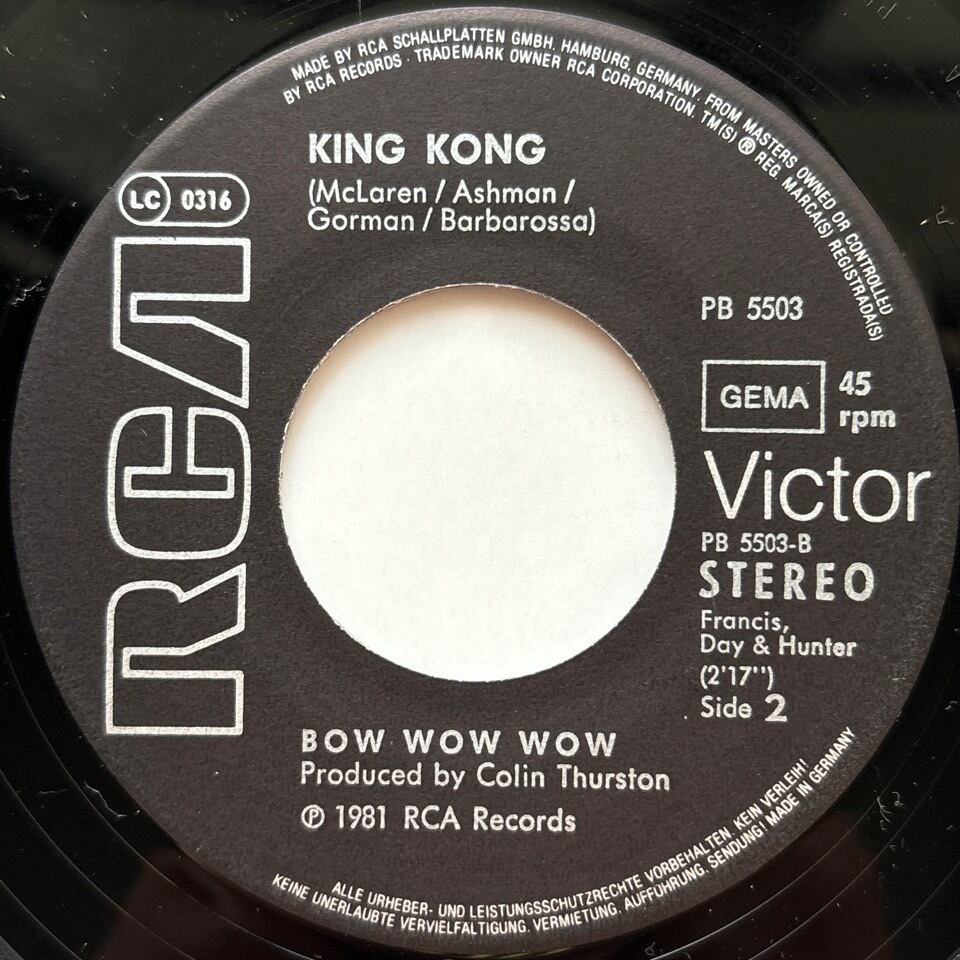 MADE BY RCA SCHALLPLATTEN GMBH. HAMBURG, GERMANY, FROM MASTERS OWNED OR CONTROLLED
BY RCA RECORDS · TRADEMARK OWNER RCA CORPORATION. TM(S) ® REG. MARCA(S) REGISTRADA(S)
KING KONG
(McLaren / Ashman /
Gorman / Barbarossa)
LC 0316
RCA
PB 5503
GEMA
45
rpm
Victor
PB 5503-B
STEREO
Francis,
Day & Hunter
(2'17'')
Side 2
BOW WOW WOW
Produced by Colin Thurston
℗ 1981 RCA Records
ALLE URHEBER- UND LEISTUNGSSCHUTZRECHTE VORBEHALTEN. KEIN VERLEIH!
KEINE UNERLAUBTE VERVIELFALTIGUNG. VERMIETUNG. AUFFUHRUNG. SENDUNG! MADE IN GERMANY